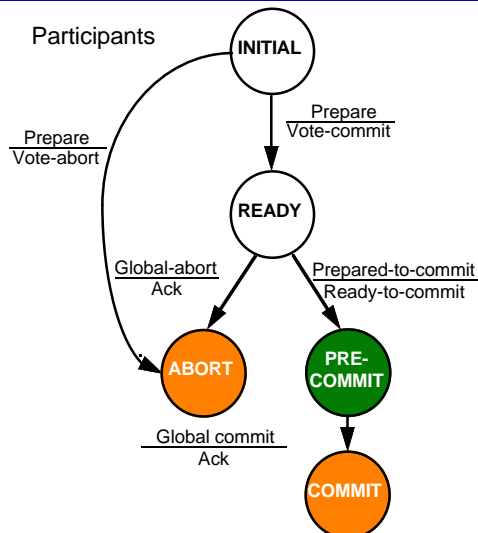 Participants
INITIAL
Prepare
Vote-commit
Prepare
Vote-abort
READY
Global-abort
Ack
Prepared-to-commit
Ready-to-commit
ABORT
PRE-
COMMIT
Global commit
Ack
COMMIT